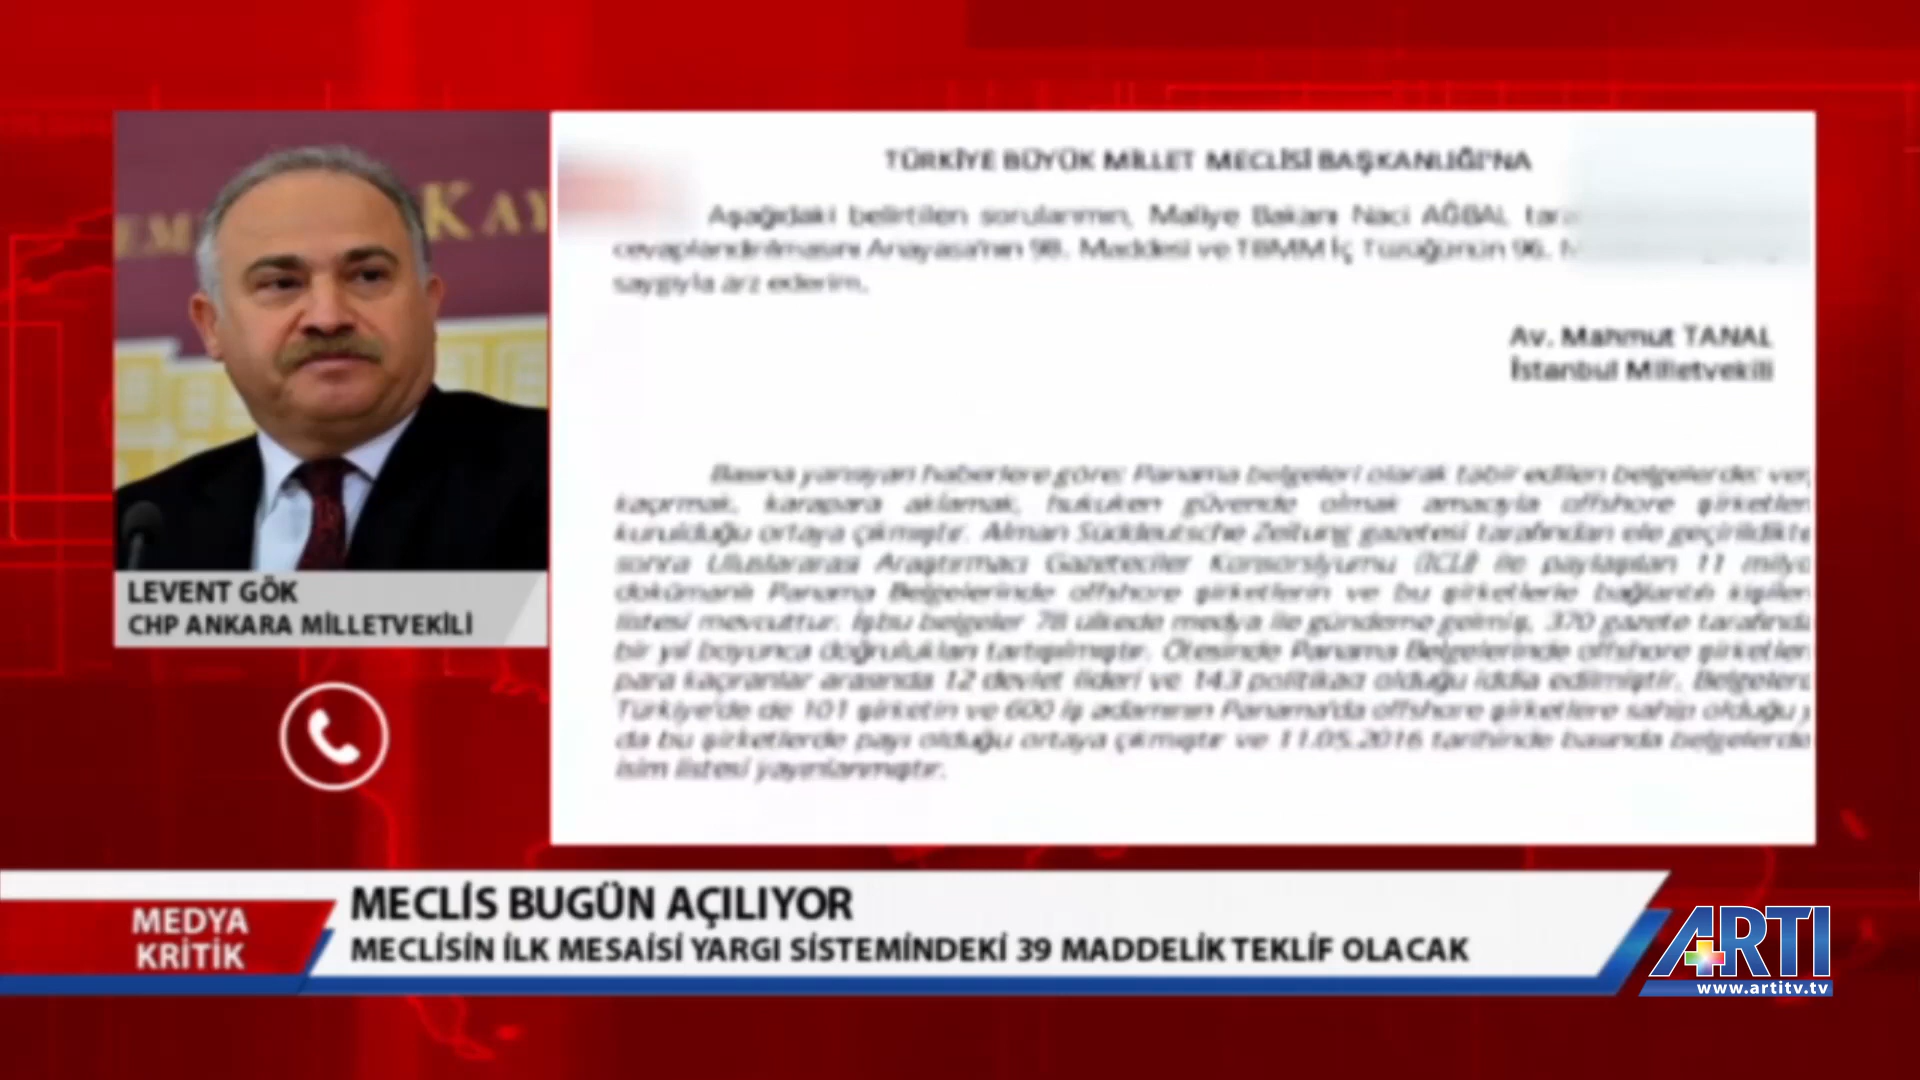 EM
KAY
LEVENT GÖK
CHP ANKARA MİLLETVEKİLİ
TÜRKİYE BÜYÜK MİLLET MECLİSİ BAŞKANLIĞI'NA
Aşağıdaki belirtilen sorularımın, Maliye Bakanı Naci AĞBAL
cevaplandırılmasını Anayasa'nın 98. Maddesi ve TBMM İç Tüzüğünün 96.
saygıyla arz ederim.
Av. Mahmut TANAL
İstanbul Milletvekili
Basına yansıyan haberlere göre; Panama belgeleri olarak tabir edilen belgelerde;
kaçırmak, karapara aklamak, hukuken güvende olmak amacıyla offshore
kurulduğu ortaya çıkmıştır. Alman Süddeutsche Zeitung gazetesi tarafından ele
sonra Uluslararası Araştırmacı Gazeteciler Konsorsiyumu (ICIJ) ile paylaşılan 11
dokümanlı Panama Belgelerinde offshore şirketlerin ve bu şirketlerle bağlantılı
listesi mevcuttur. İşbu belgeler 78 ülkede medya ile gündeme gelmiş, 370 gazete
bir yıl boyunca doğrulukları tartışılmıştır. Ötesinde Panama Belgelerinde offshore
para kaçıranlar arasında 12 devlet lideri ve 143 politikacı olduğu iddia edilmiştir.
Türkiye'de de 101 şirketin ve 600 iş adamının Panama'da offshore şirketlere sahip olduğu
da bu şirketlerde payı olduğu ortaya çıkmıştır ve 11.05.2016 tarihinde basında
isim listesi yayınlanmıştır.
MEDYA
KRİTİK
MECLİS BUGÜN AÇILIYOR
MECLİSİN İLK MESAİSİ YARGI SİSTEMİNDEKİ 39 MADDELİK TEKLİF OLACAK
ARTI
www.artitv.tv